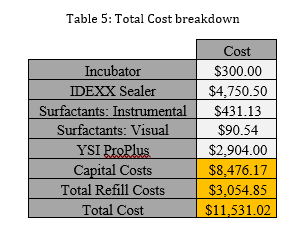 Table 5: Total Cost breakdown
Cost
Incubator $300.00
IDEXX Sealer $4,750.50
Surfactants: Instrumental $431.13
Surfactants: Visual $90.54
YSI ProPlus $2,904.00
Capital Costs $8,476.17
Total Refill Costs $3,054.85
Total Cost $11,531.02